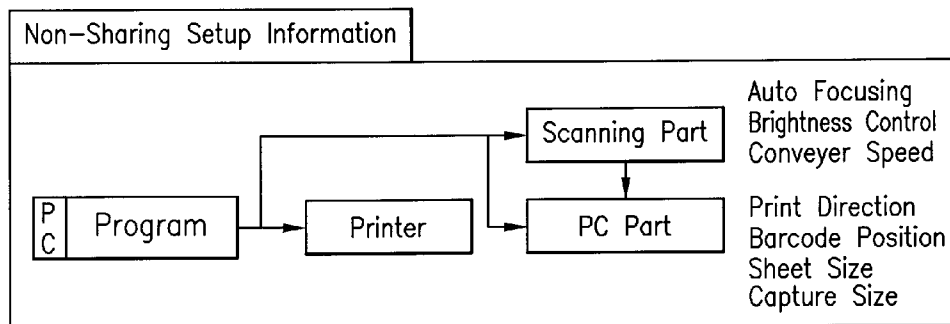 Non-Sharing Setup Information
Scanning Part
Auto Focusing
Brightness Control
Conveyer Speed
PC
Program
Printer
PC Part
Print Direction
Barcode Position
Sheet Size
Capture Size